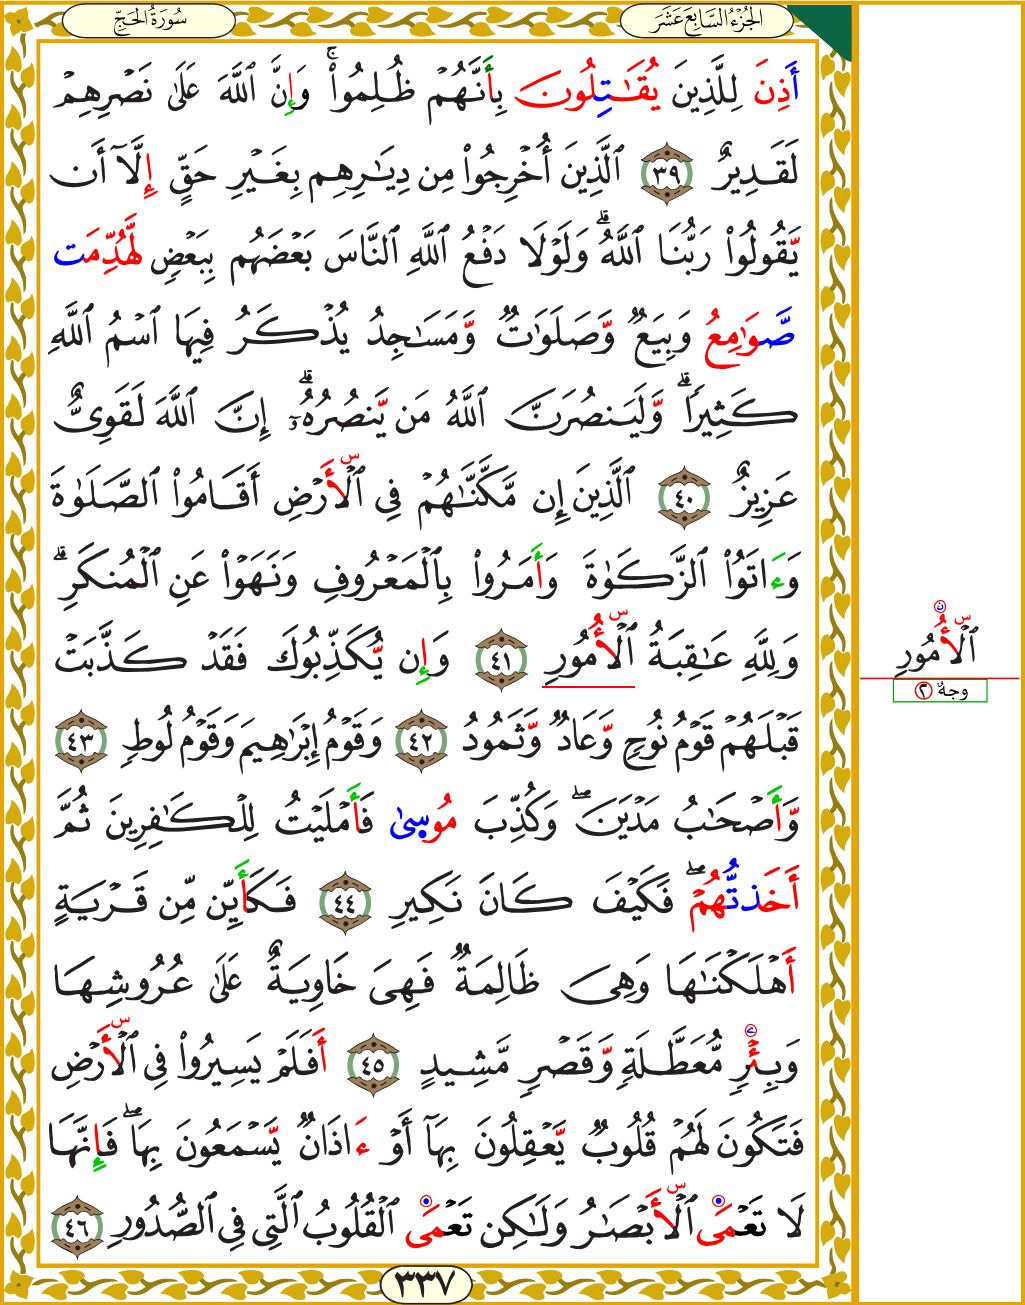 الجُزْءُ السَّابِعَ عَشَرَ
سُورَةُ الحَجِّ
أُذِنَ لِلَّذِينَ يُقَـٰتِلُونَ بِأَنَّهُمۡ ظُلِمُواْۚ وَإِنَّ ٱللَّهَ عَلَىٰ نَصۡرِهِمۡ
لَقَدِيرٌ ٣٩ ٱلَّذِينَ أُخۡرِجُواْ مِن دِيَـٰرِهِم بِغَيۡرِ حَقٍّ إِلَّآ أَن
يَّقُولُواْ رَبُّنَا ٱللَّهُۗ وَلَوۡلَا دَفۡعُ ٱللَّهِ ٱلنَّاسَ بَعۡضَهُم بِبَعۡضٖ لَّهُدِّمَت
صَّوَٰمِعُ وَبِيَعٞ وَّصَلَوَٰتٞ وَّمَسَـٰجِدُ يُذۡكَرُ فِيهَا ٱسۡمُ ٱللَّهِ
كَثِيرٗاۗ وَّلَيَنصُرَنَّ ٱللَّهُ مَن يَّنصُرُهُۥٓۗ إِنَّ ٱللَّهَ لَقَوِىٌّ
عَزِيزٌ ٤٠ ٱلَّذِينَ إِن مَّكَّنَّـٰهُمۡ فِى ٱلۡأَرۡضِ أَقَامُواْ ٱلصَّلَوٰةَ
وَءَاتَوُاْ ٱلزَّكَوٰةَ وَأَمَرُواْ بِٱلۡمَعۡرُوفِ وَنَهَوۡاْ عَنِ ٱلۡمُنكَرِۗ
وَلِلَّهِ عَـٰقِبَةُ ٱلۡأُمُورِ ٤١ وَإِن يُّكَذِّبُوكَ فَقَدۡ كَذَّبَتۡ
ٱلۡأُمُورِ
وجهٌ ٢
قَبۡلَهُمۡ قَوۡمُ نُوحٖ وَّعَادٞ وَّثَمُودُ ٤٢ وَقَوۡمُ إِبۡرَٰهِيمَ وَقَوۡمُ لُوطٖ ٤٣
وَّأَصۡحَـٰبُ مَدۡيَنَۖ وَكُذِّبَ مُوسِىٰ فَأَمۡلَيۡتُ لِلۡكَـٰفِرِينَ ثُمَّ
أَخَذتُّهُمۡۖ فَكَيۡفَ كَانَ نَكِيرِ ٤٤ فَكَأَيِّن مِّن قَرۡيَةٍ
أَهۡلَكۡنَـٰهَا وَهِىَ ظَالِمَةٞ فَهِىَ خَاوِيَةٌ عَلَىٰ عُرُوشِهَا
وَبِئۡرٖ مُّعَطَّلَةٖ وَّقَصۡرٖ مَّشِيدٍ ٤٥ أَفَلَمۡ يَسِيرُواْ فِى ٱلۡأَرۡضِ
فَتَكُونَ لَهُمۡ قُلُوبٞ يَّعۡقِلُونَ بِهَآ أَوۡ ءَاذَانٞ يَّسۡمَعُونَ بِهَاۖ فَإِنَّهَا
لَا تَعۡمَى ٱلۡأَبۡصَـٰرُ وَلَـٰكِن تَعۡمَى ٱلۡقُلُوبُ ٱلَّتِى فِى ٱلصُّدُورِ ٤٦
٣٣٧